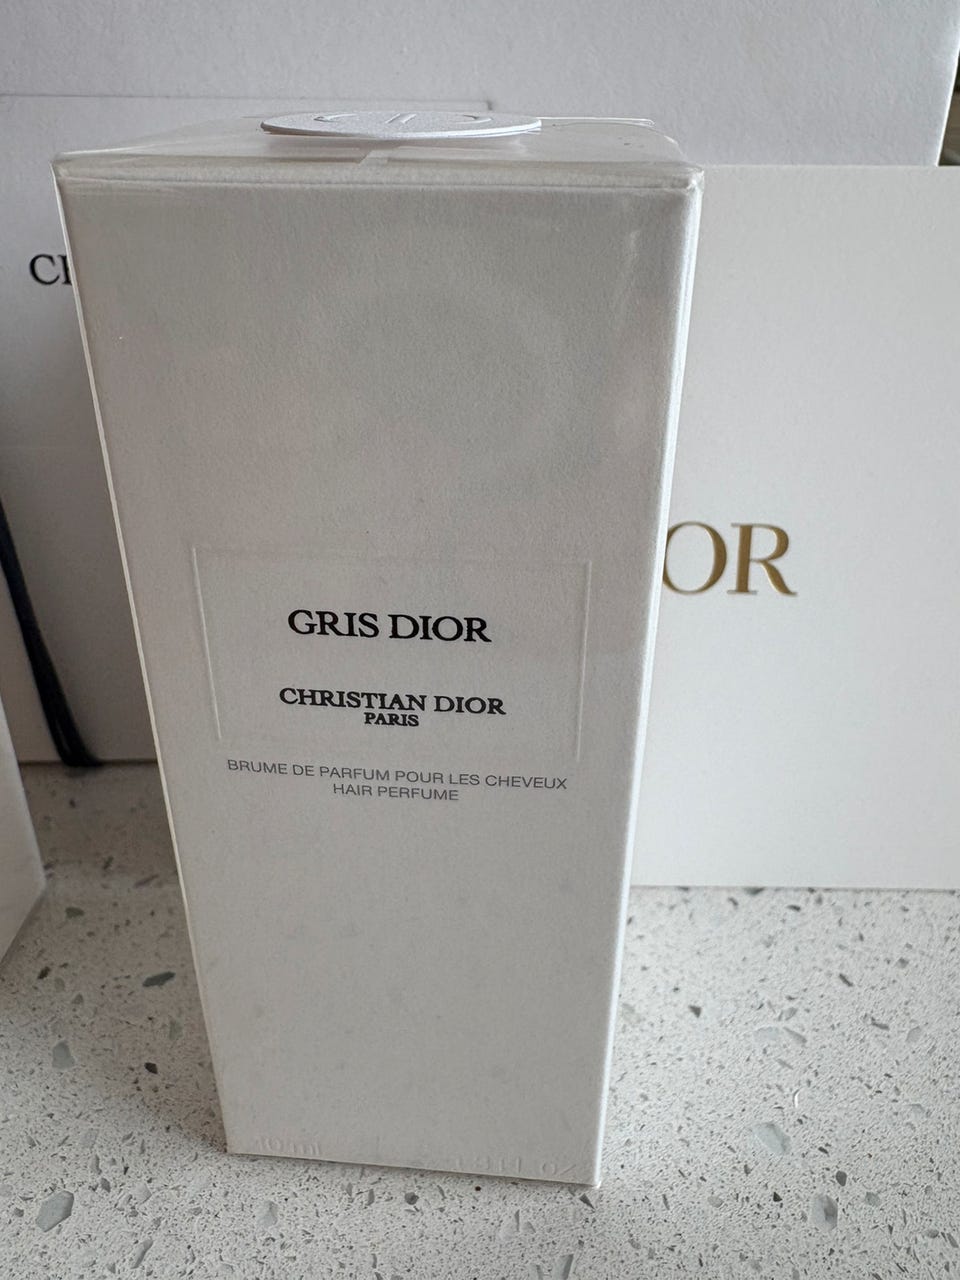 GRIS DIOR
CHRISTIAN DIOR
PARIS
BRUME DE PARFUM POUR LES CHEVEUX
HAIR PERFUME
OR